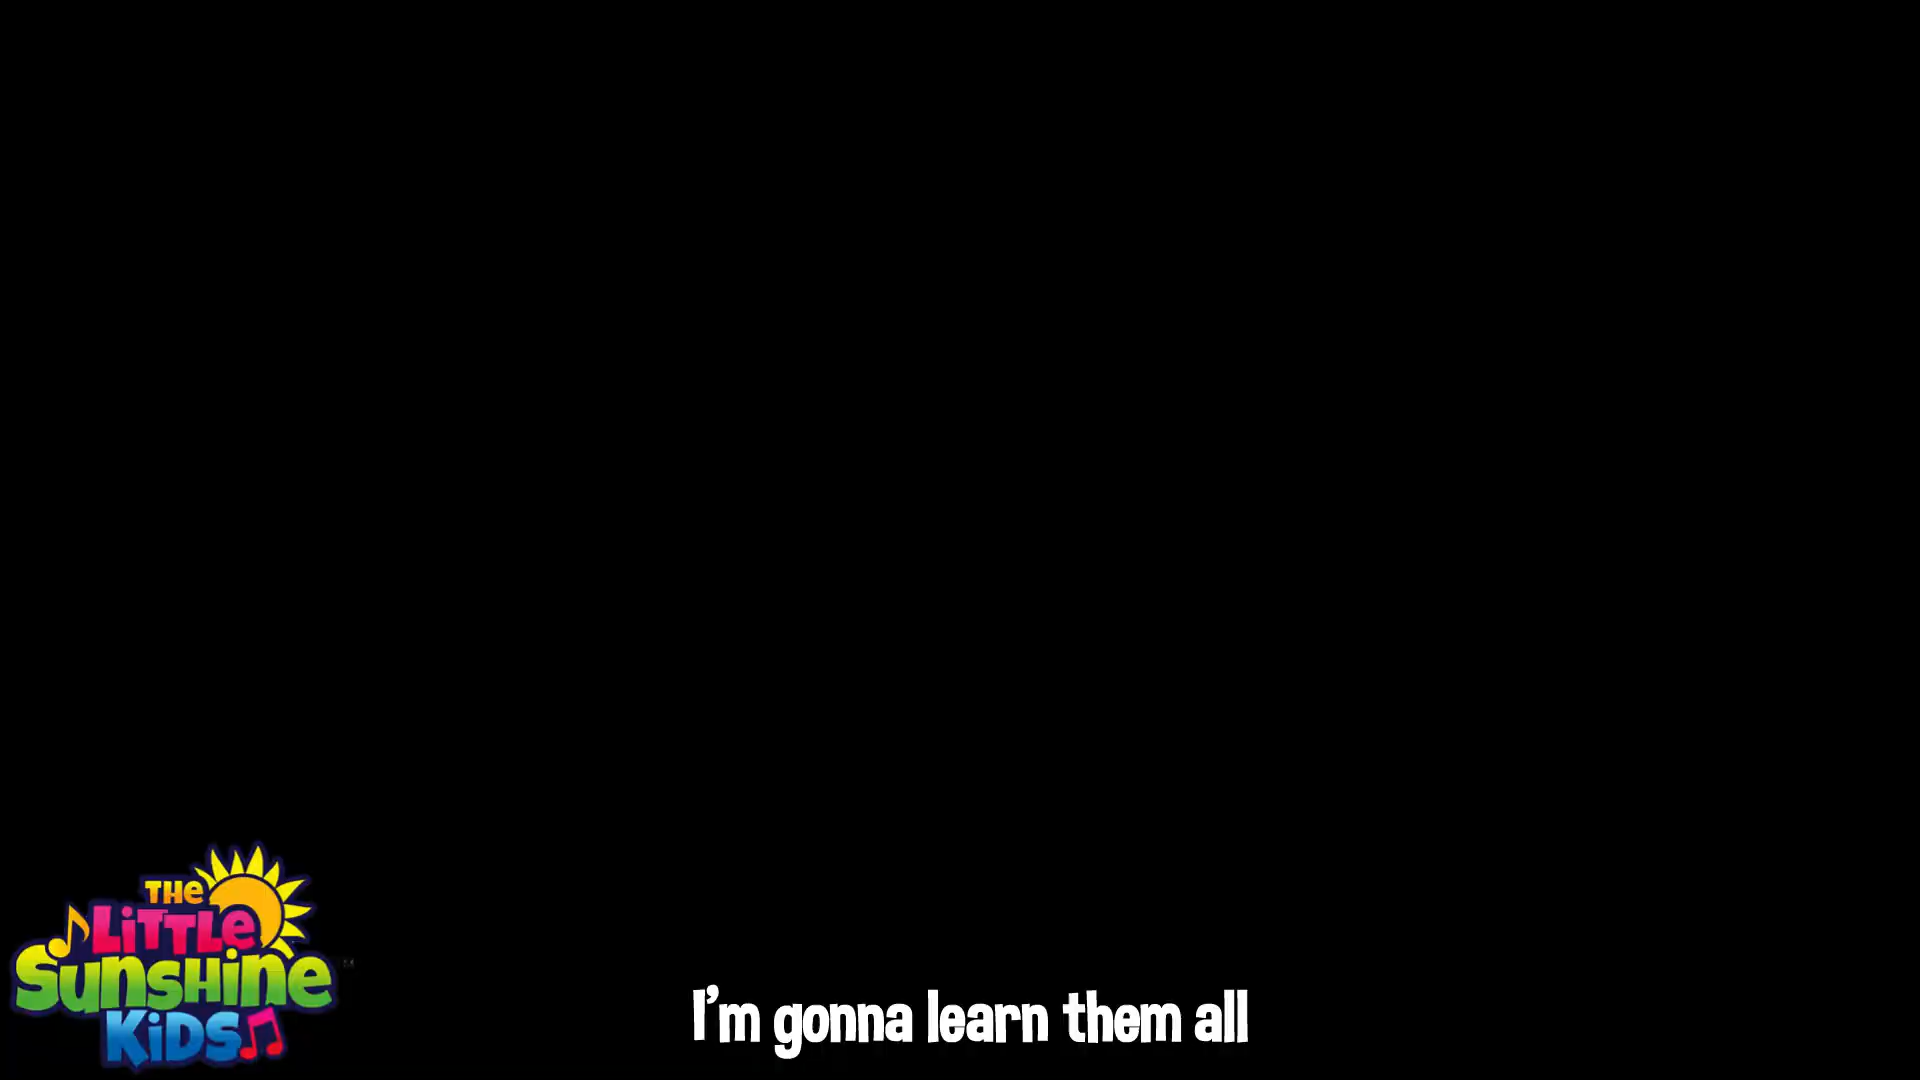 THE
LiTTLe
SunSHine
KiDS
I'm gonna learn them all